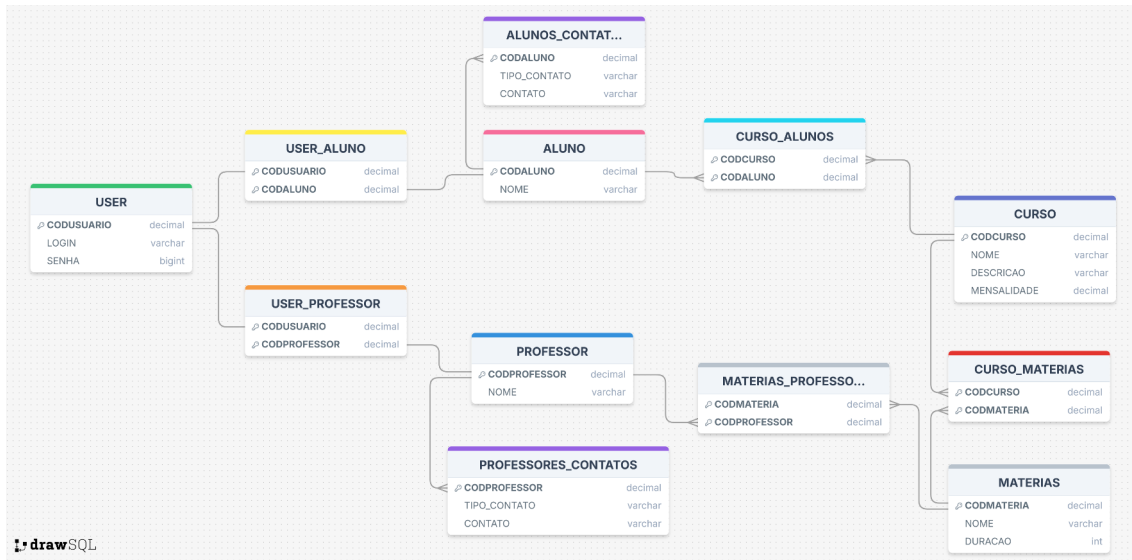 ALUNOS_CONTAT...
CODALUNO decimal
TIPO_CONTATO varchar
CONTATO varchar
USER_ALUNO
CODUSUARIO decimal
CODALUNO decimal
ALUNO
CODALUNO decimal
NOME varchar
CURSO_ALUNOS
CODCURSO decimal
CODALUNO decimal
USER
CODUSUARIO decimal
LOGIN varchar
SENHA bigint
CURSO
CODCURSO decimal
NOME varchar
DESCRICAO varchar
MENSALIDADE decimal
USER_PROFESSOR
CODUSUARIO decimal
CODPROFESSOR decimal
PROFESSOR
CODPROFESSOR decimal
NOME varchar
MATERIAS_PROFESSO...
CODMATERIA decimal
CODPROFESSOR decimal
CURSO_MATERIAS
CODCURSO decimal
CODMATERIA decimal
PROFESSORES_CONTATOS
CODPROFESSOR decimal
TIPO_CONTATO varchar
CONTATO varchar
MATERIAS
CODMATERIA decimal
NOME varchar
DURACAO int
drawSQL